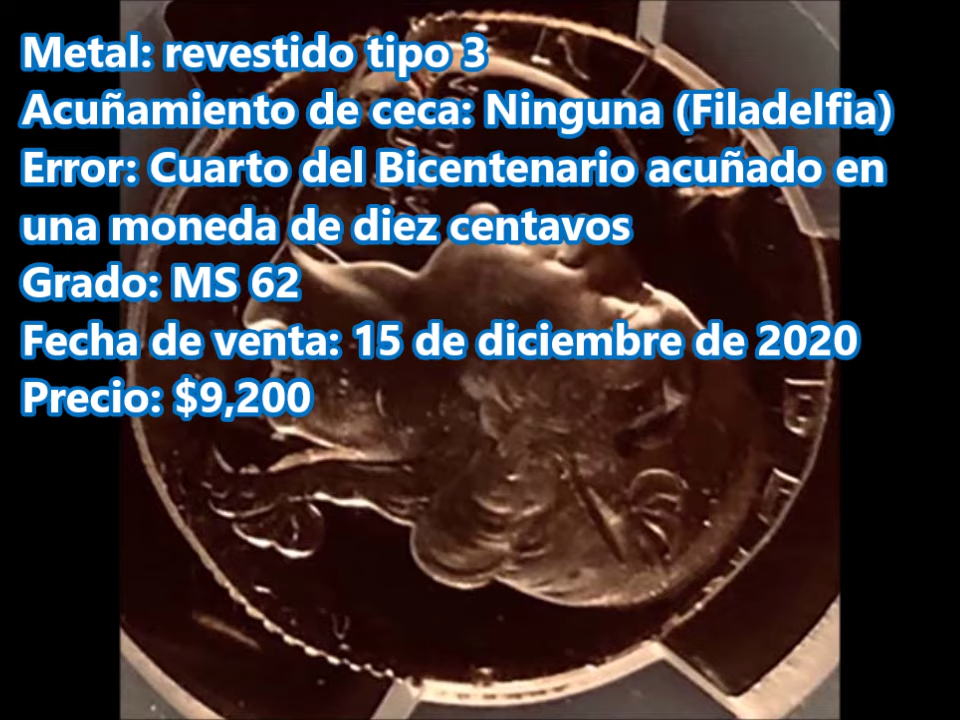 Metal: revestido tipo 3
Acuñamiento de ceca: Ninguna (Filadelfia)
Error: Cuarto del Bicentenario acuñado en
una moneda de diez centavos
Grado: MS 62
Fecha de venta: 15 de diciembre de 2020
Precio: $9,200